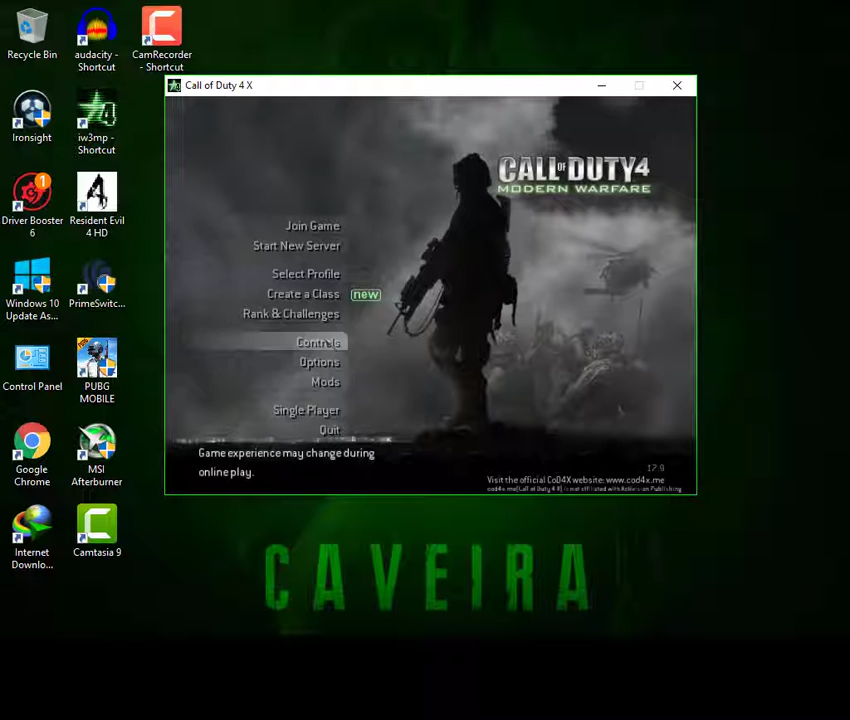 Recycle Bin
audacity -
Shortcut
CamRecorder
- Shortcut
Ironsight
iw3mp -
Shortcut
1
Driver Booster
6
4
Resident Evil
4 HD
Windows 10
Update As...
PrimeSwitc...
Control Panel
PUBG
MOBILE
Google
Chrome
MSI
Afterburner
Internet
Downlo...
Camtasia 9
Call of Duty 4 X
CALL OF DUTY 4
MODERN WARFARE
Join Game
Start New Server
Select Profile
Create a Class new
Rank & Challenges
Controls
Options
Mods
Single Player
Quit
Game experience may change during
online play.
Visit the official CoD4X website: www.cod4x.me
CAVEIRA